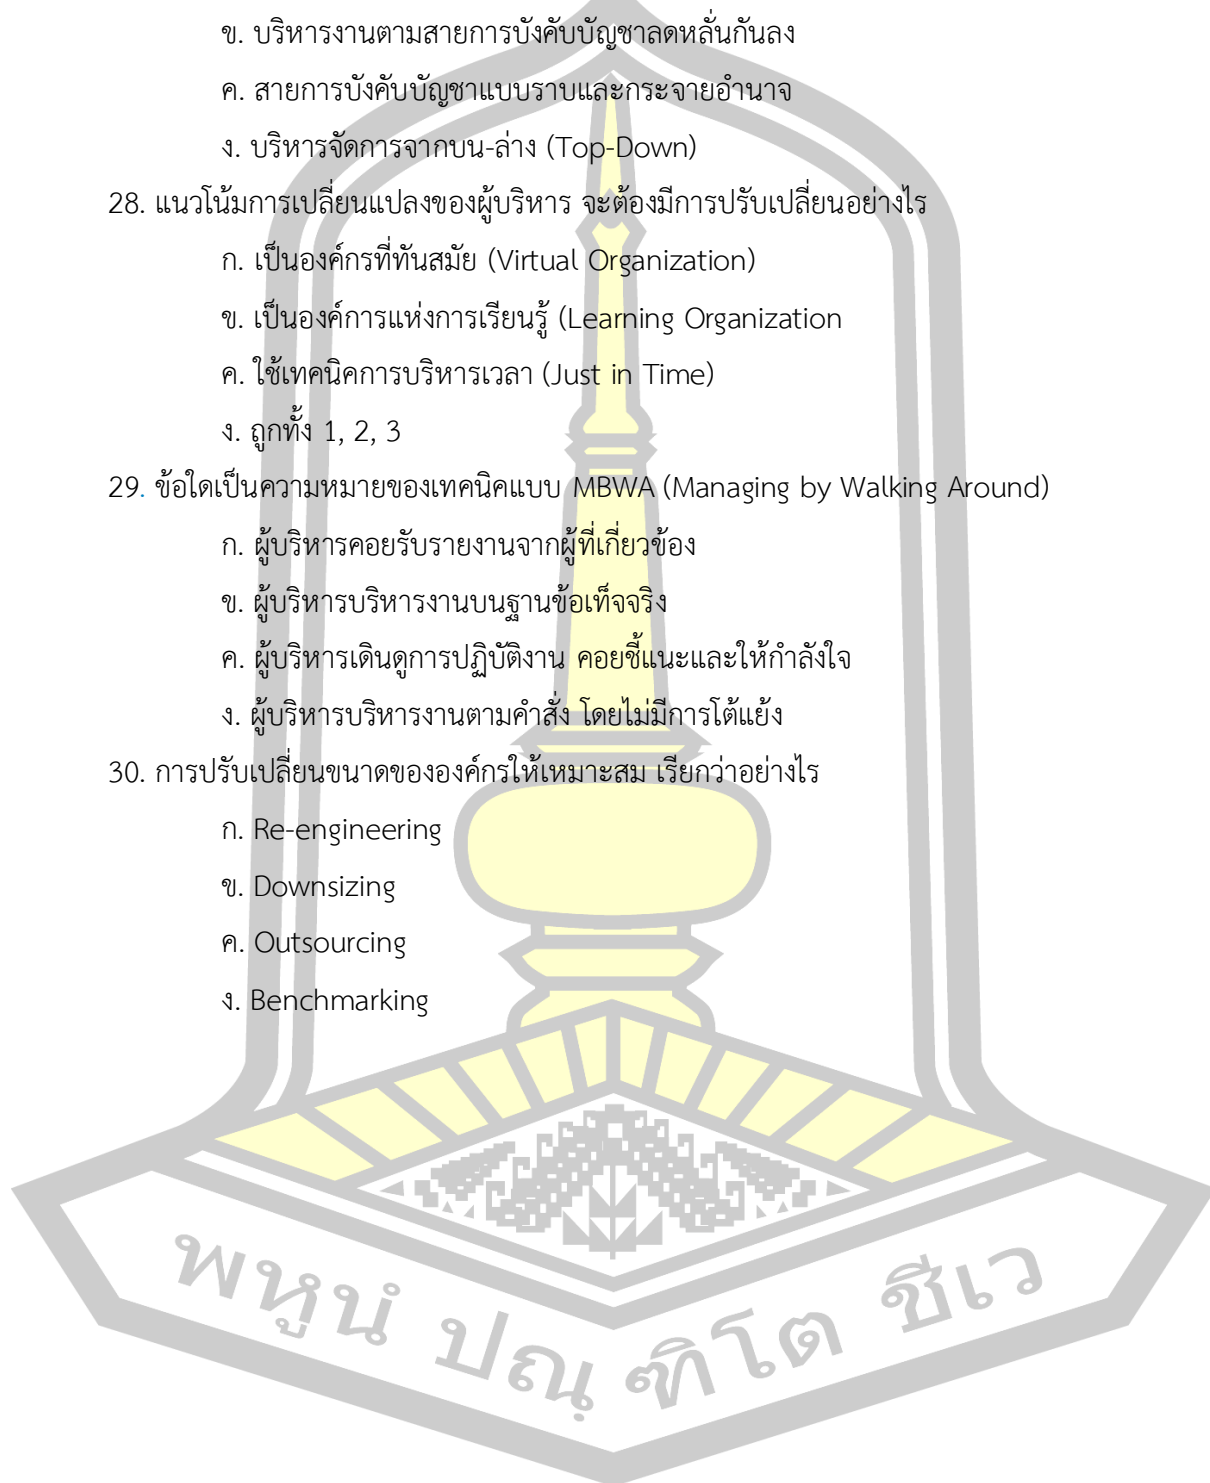 ข. บริหารงานตามสายการบังคับบัญชาลดหลั่นกันลง
ค. สายการบังคับบัญชาแบบราบและกระจายอำนาจ
ง. บริหารจัดการจากบน-ล่าง (Top-Down)
28. แนวโน้มการเปลี่ยนแปลงของผู้บริหาร จะต้องมีการปรับเปลี่ยนอย่างไร
ก. เป็นองค์กรที่ทันสมัย (Virtual Organization)
ข. เป็นองค์การแห่งการเรียนรู้ (Learning Organization
ค. ใช้เทคนิคการบริหารเวลา (Just in Time)
ง. ถูกทั้ง 1, 2, 3
29. ข้อใดเป็นความหมายของเทคนิคแบบ MBWA (Managing by Walking Around)
ก. ผู้บริหารคอยรับรายงานจากผู้ที่เกี่ยวข้อง
ข. ผู้บริหารบริหารงานบนฐานข้อเท็จจริง
ค. ผู้บริหารเดินดูการปฏิบัติงาน คอยชี้แนะและให้กำลังใจ
ง. ผู้บริหารบริหารงานตามคำสั่ง โดยไม่มีการโต้แย้ง
30. การปรับเปลี่ยนขนาดขององค์กรให้เหมาะสม เรียกว่าอย่างไร
ก. Re-engineering
ข. Downsizing
ค. Outsourcing
ง. Benchmarking
พหูนํ ปณฺ ฑิโต ชีเว